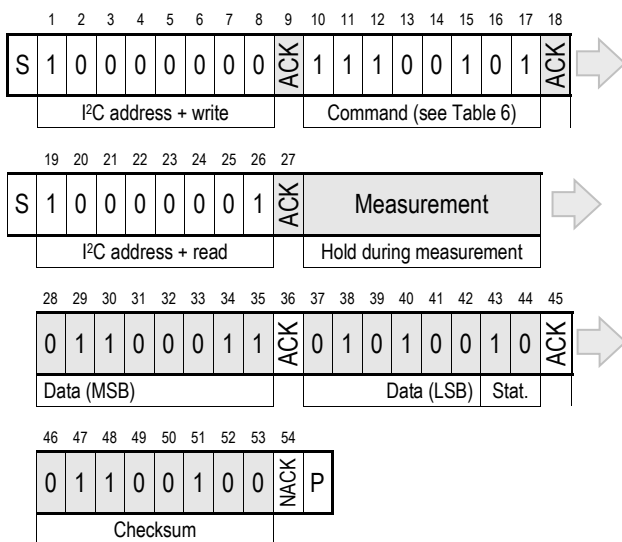 1 2 3 4 5 6 7 8 9 10 11 12 13 14 15 16 17 18
S 1 0 0 0 0 0 0 0 ACK 1 1 1 0 0 1 0 1 ACK
I²C address + write Command (see Table 6)
19 20 21 22 23 24 25 26 27
S 1 0 0 0 0 0 0 1 ACK Measurement
I²C address + read Hold during measurement
28 29 30 31 32 33 34 35 36 37 38 39 40 41 42 43 44 45
0 1 1 0 0 0 1 1 ACK 0 1 0 1 0 0 1 0 ACK
Data (MSB) Data (LSB) Stat.
46 47 48 49 50 51 52 53 54
0 1 1 0 0 1 0 0 NACK P
Checksum